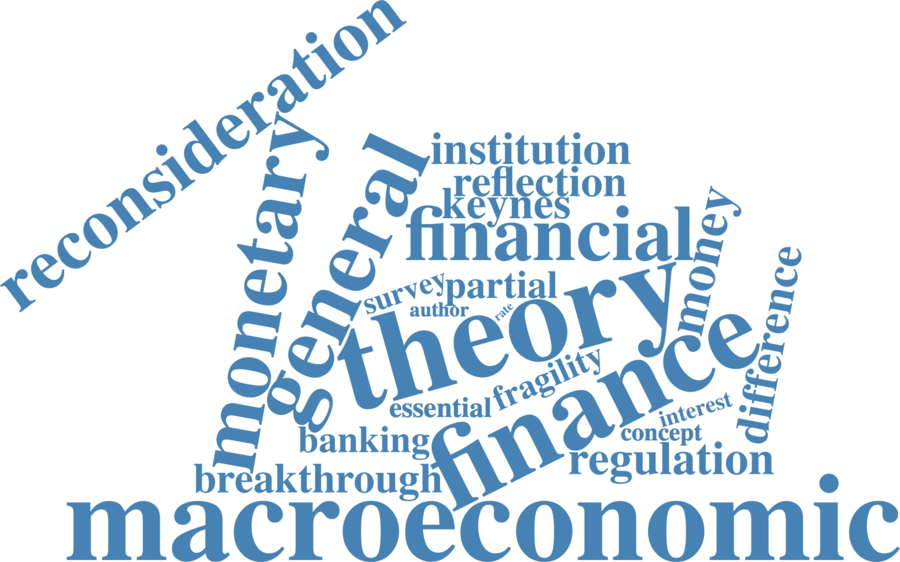 reconsideration
monetary
general
institution
reflection
keynes
financial
money
survey
partial
author
rate
theory
difference
essential
fragility
finance
interest
concept
banking
regulation
breakthrough
macroeconomic